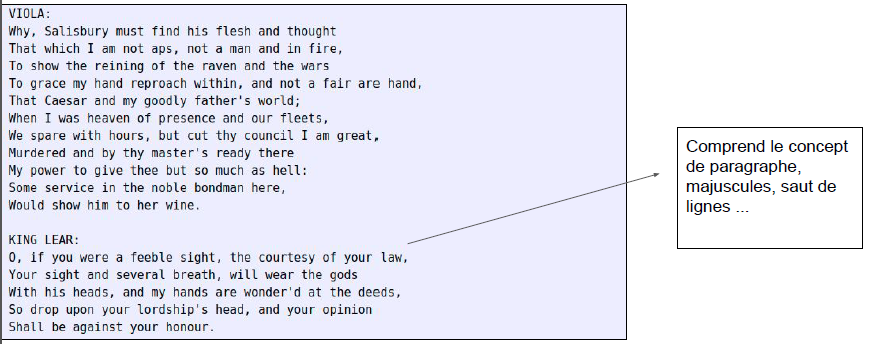 VIOLA:
Why, Salisbury must find his flesh and thought
That which I am not aps, not a man and in fire,
To show the reining of the raven and the wars
To grace my hand reproach within, and not a fair are hand,
That Caesar and my goodly father's world;
When I was heaven of presence and our fleets,
We spare with hours, but cut thy council I am great,
Murdered and by thy master's ready there
My power to give thee but so much as hell:
Some service in the noble bondman here,
Would show him to her wine.
KING LEAR:
O, if you were a feeble sight, the courtesy of your law,
Your sight and several breath, will wear the gods
With his heads, and my hands are wonder'd at the deeds,
So drop upon your lordship's head, and your opinion
Shall be against your honour.
Comprend le concept
de paragraphe,
majuscules, saut de
lignes ...